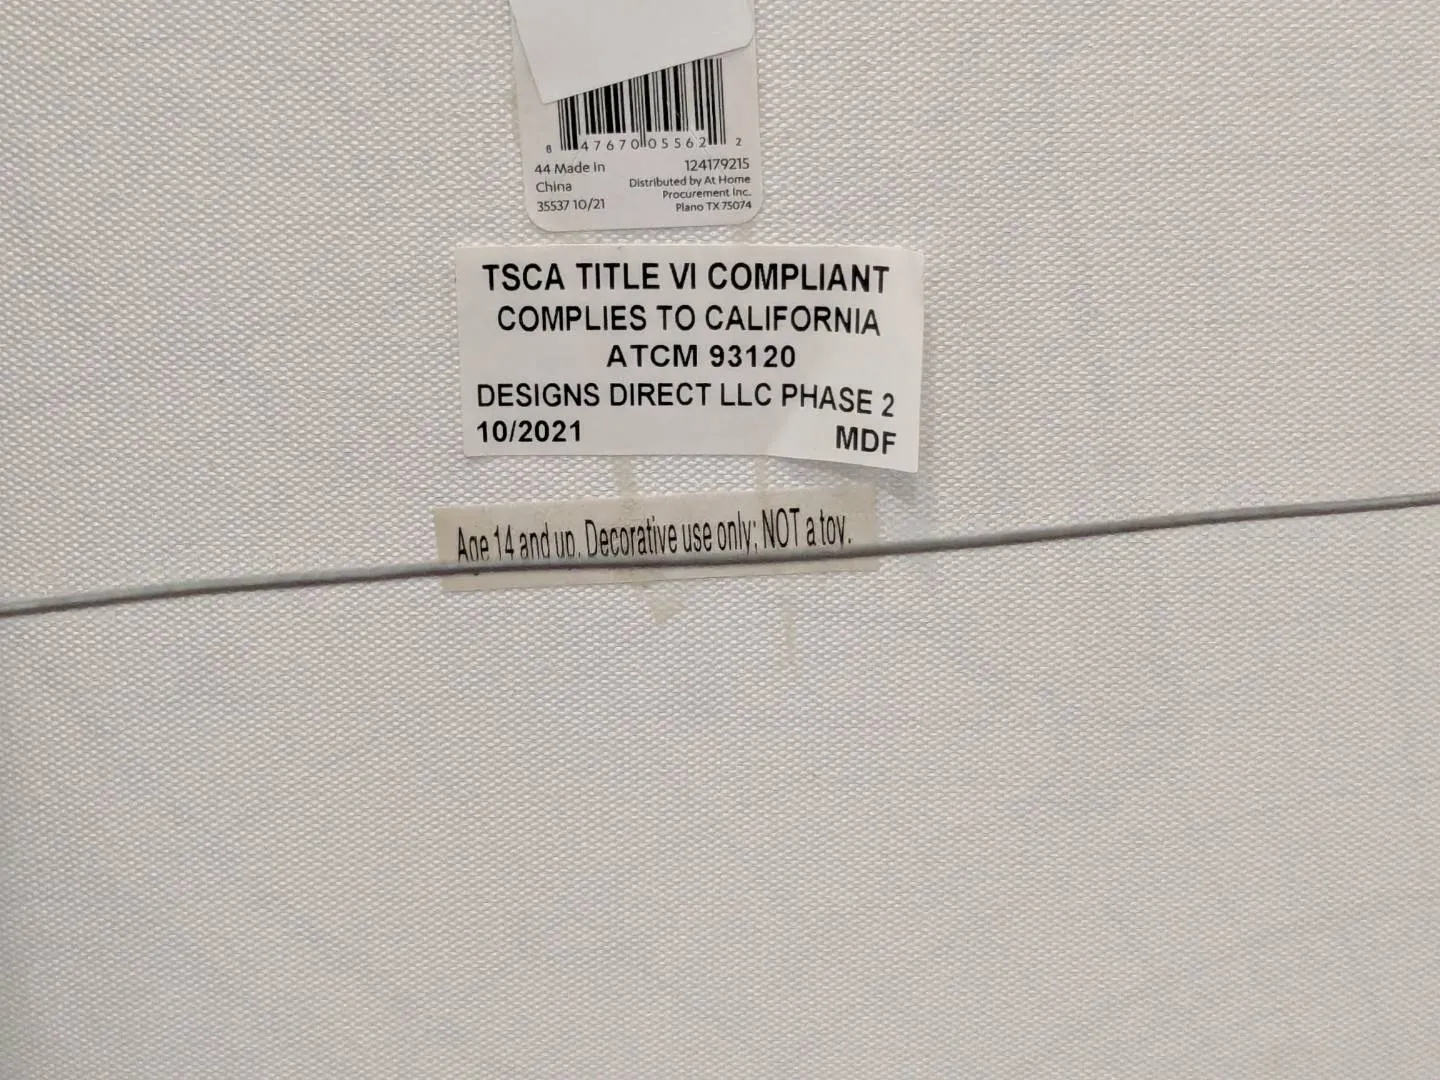 8 47670 05562 2
44 Made in
China
35537 10/21
124179215
Distributed by At Home
Procurement Inc.
Plano TX 75074
TSCA TITLE VI COMPLIANT
COMPLIES TO CALIFORNIA
ATCM 93120
DESIGNS DIRECT LLC PHASE 2
10/2021 MDF
Age 14 and up. Decorative use only; NOT a toy.